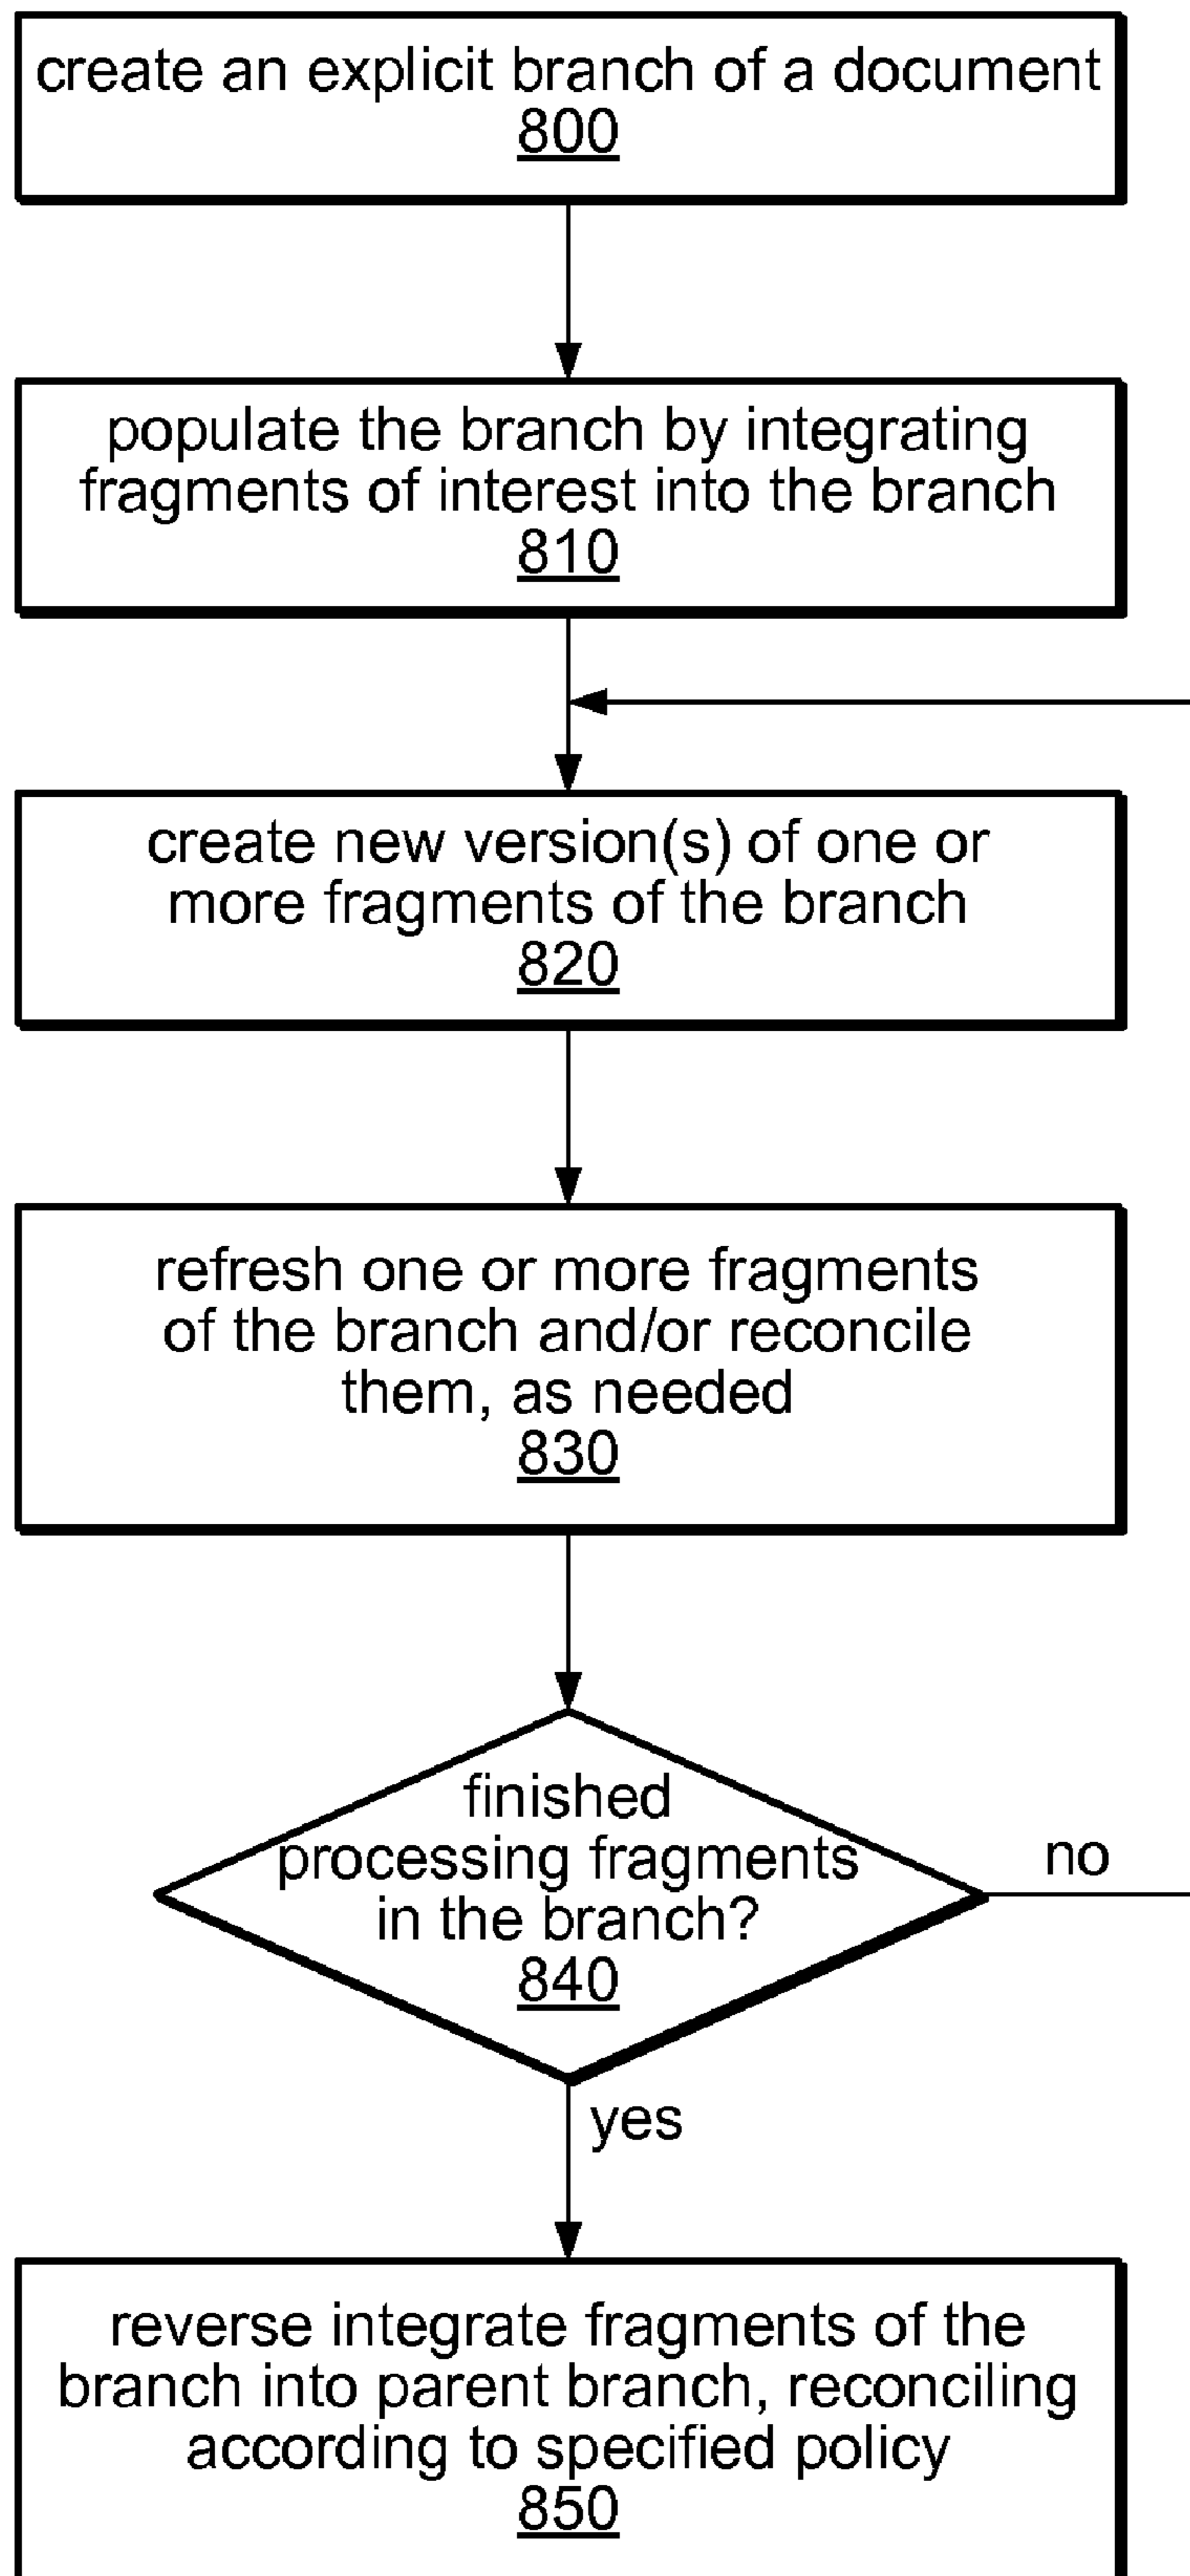 create an explicit branch of a document
800
populate the branch by integrating
fragments of interest into the branch
810
create new version(s) of one or
more fragments of the branch
820
refresh one or more fragments
of the branch and/or reconcile
them, as needed
830
finished
processing fragments
in the branch?
840
no
yes
reverse integrate fragments of the
branch into parent branch, reconciling
according to specified policy
850